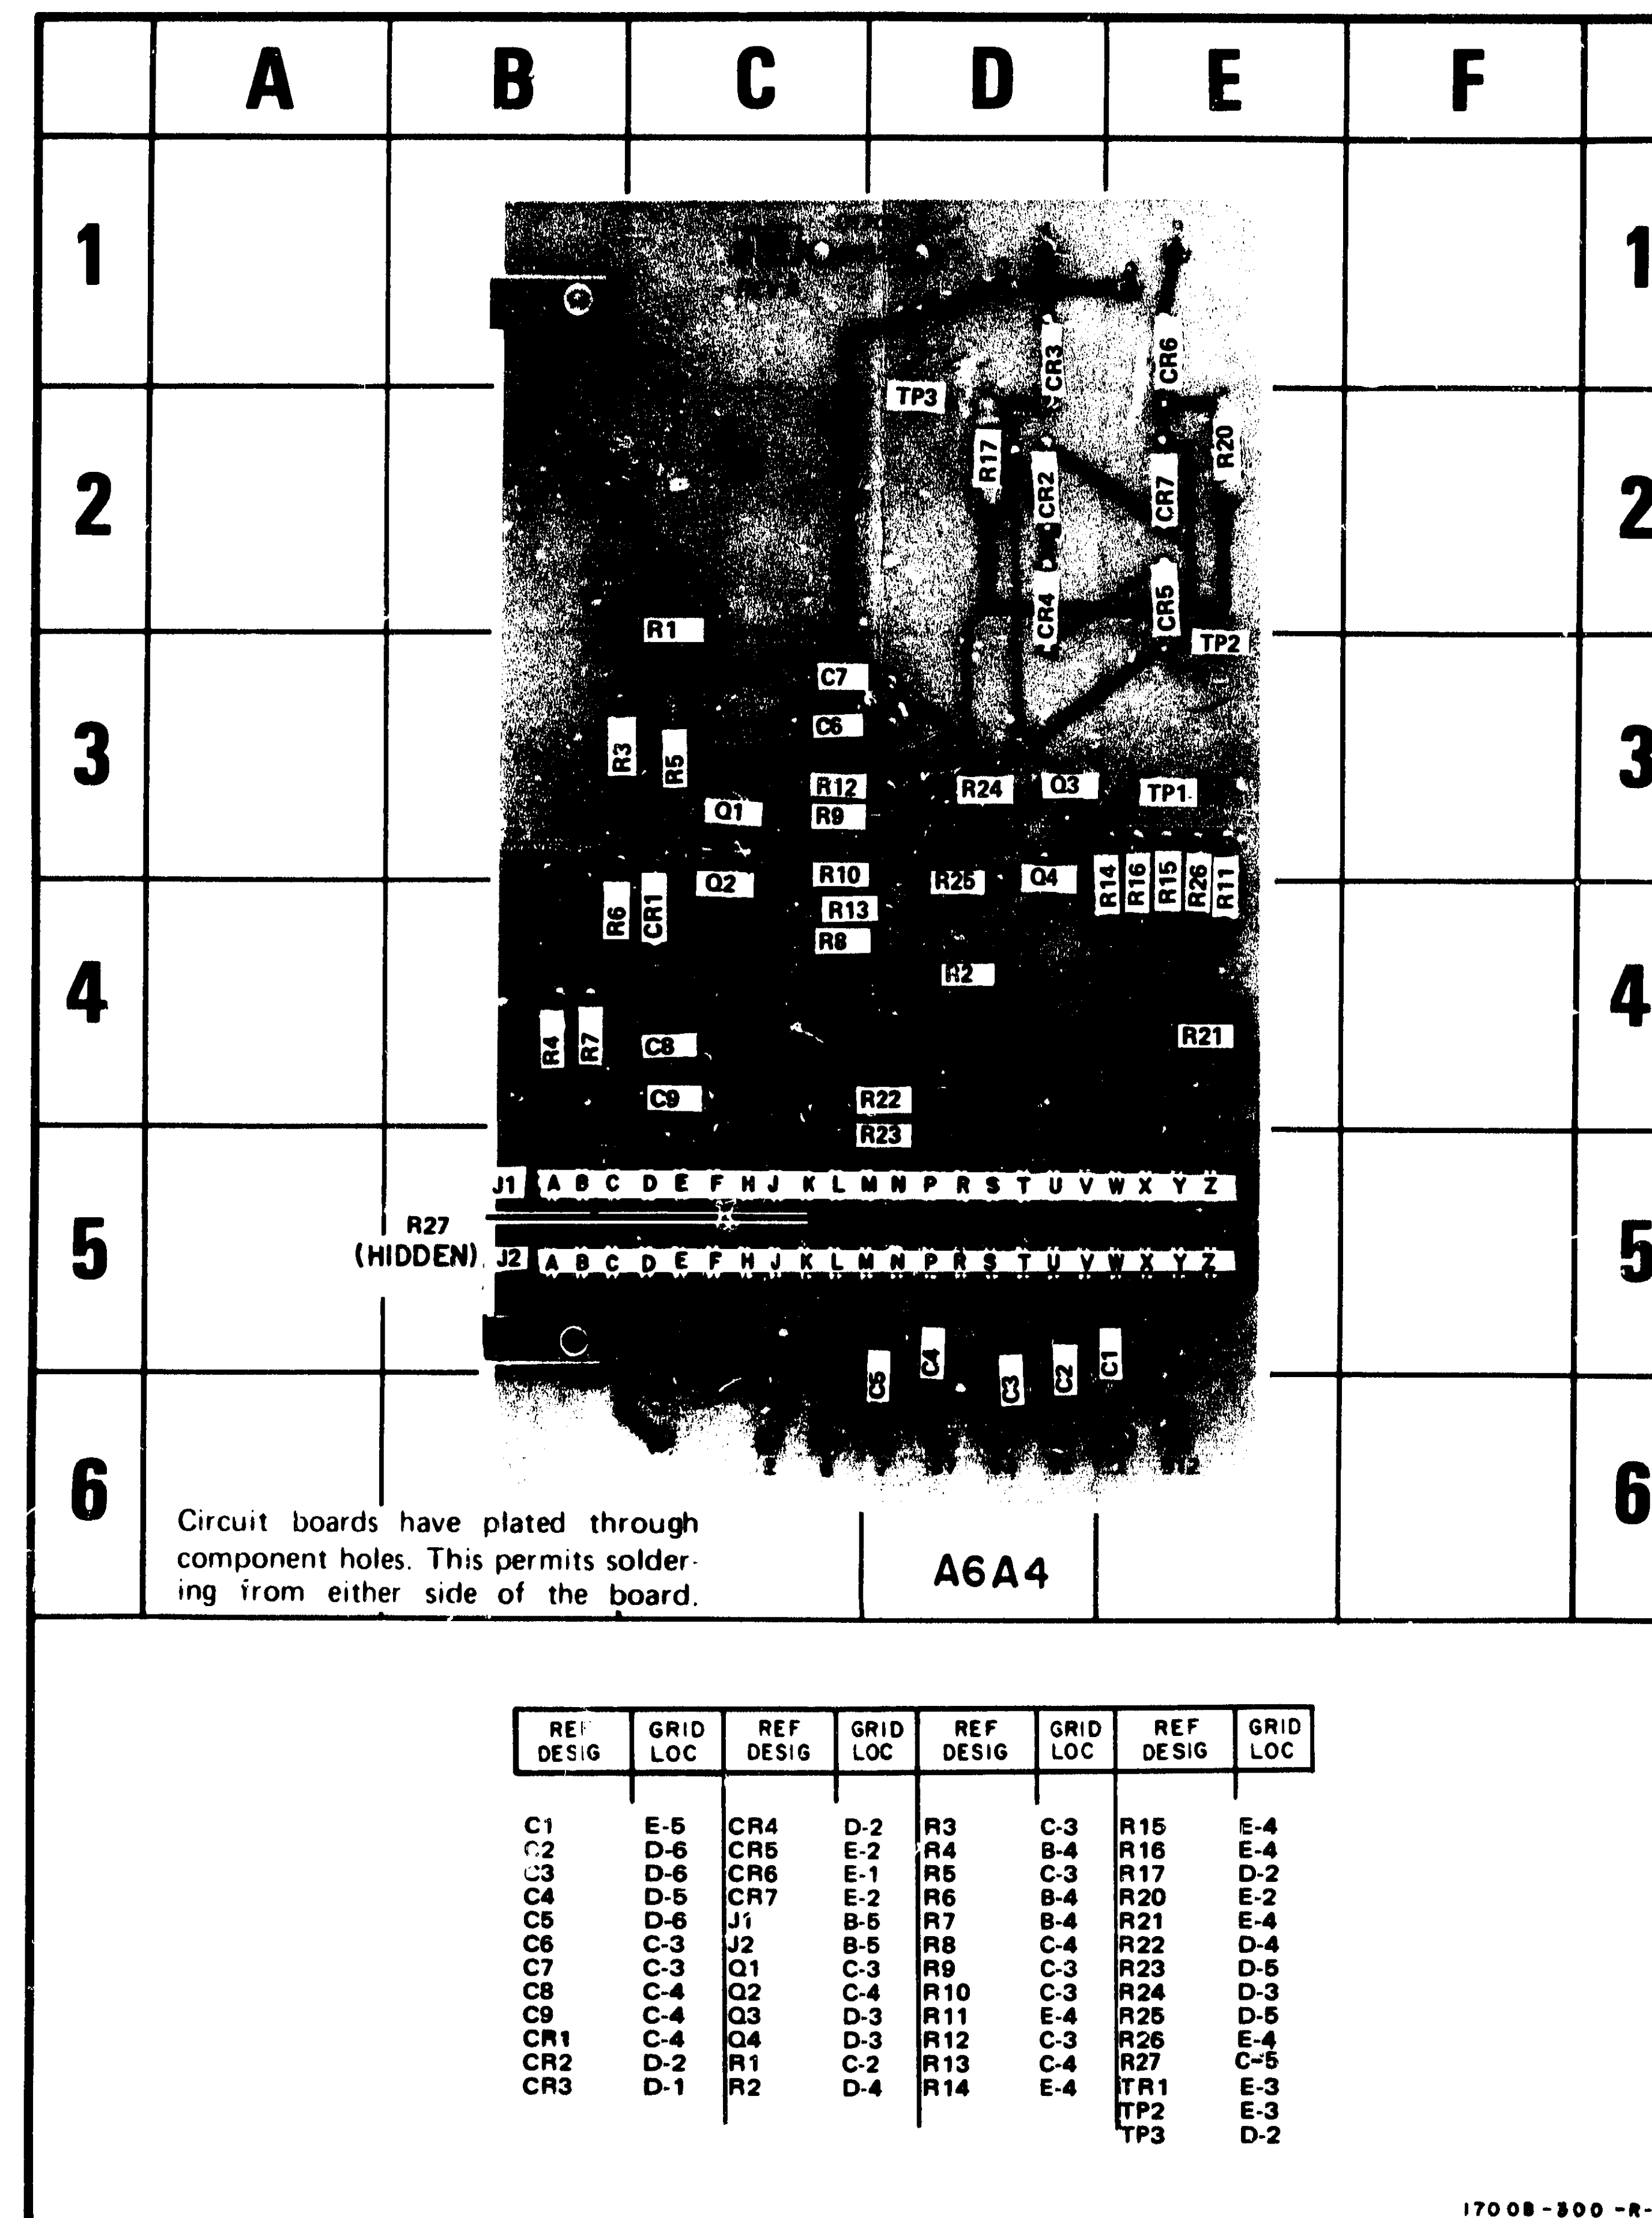 A B C D E F
1 1
CR3 CR6
TP3
R17 CR2 CR7 R20
2 2
CR4 CR5
R1 TP2
C7
C6
R3 R5
3 3
R12 R24 Q3 TP1
Q1 R9
Q2 R10 R25 Q4 R14 R16 R15 R26 R11
R6 CR1 R13
R8
R2
4 4
R4 R7 C8 R21
C9 R22
R23
J1 A B C D E F H J K L M N P R S T U V W X Y Z
R27
(HIDDEN)
5 5
J2 A B C D E F H J K L M N P R S T U V W X Y Z
C5 C4 C3 C2 C1
6 6
Circuit boards have plated through
component holes. This permits solder-
ing from either side of the board.
A6A4
REF DESIG GRID LOC REF DESIG GRID LOC REF DESIG GRID LOC REF DESIG GRID LOC
C1 E-5 CR4 D-2 R3 C-3 R15 E-4
C2 D-6 CR5 E-2 R4 B-4 R16 E-4
C3 D-6 CR6 E-1 R5 C-3 R17 D-2
C4 D-5 CR7 E-2 R6 B-4 R20 E-2
C5 D-6 J1 B-5 R7 B-4 R21 E-4
C6 C-3 J2 B-5 R8 C-4 R22 D-4
C7 C-3 Q1 C-3 R9 C-3 R23 D-5
C8 C-4 Q2 C-4 R10 C-3 R24 D-3
C9 C-4 Q3 D-3 R11 E-4 R25 D-5
CR1 C-4 Q4 D-3 R12 C-3 R26 E-4
CR2 D-2 R1 C-2 R13 C-4 R27 C-5
CR3 D-1 R2 D-4 R14 E-4 TR1 E-3
TP2 E-3
TP3 D-2
1700B-300-R-